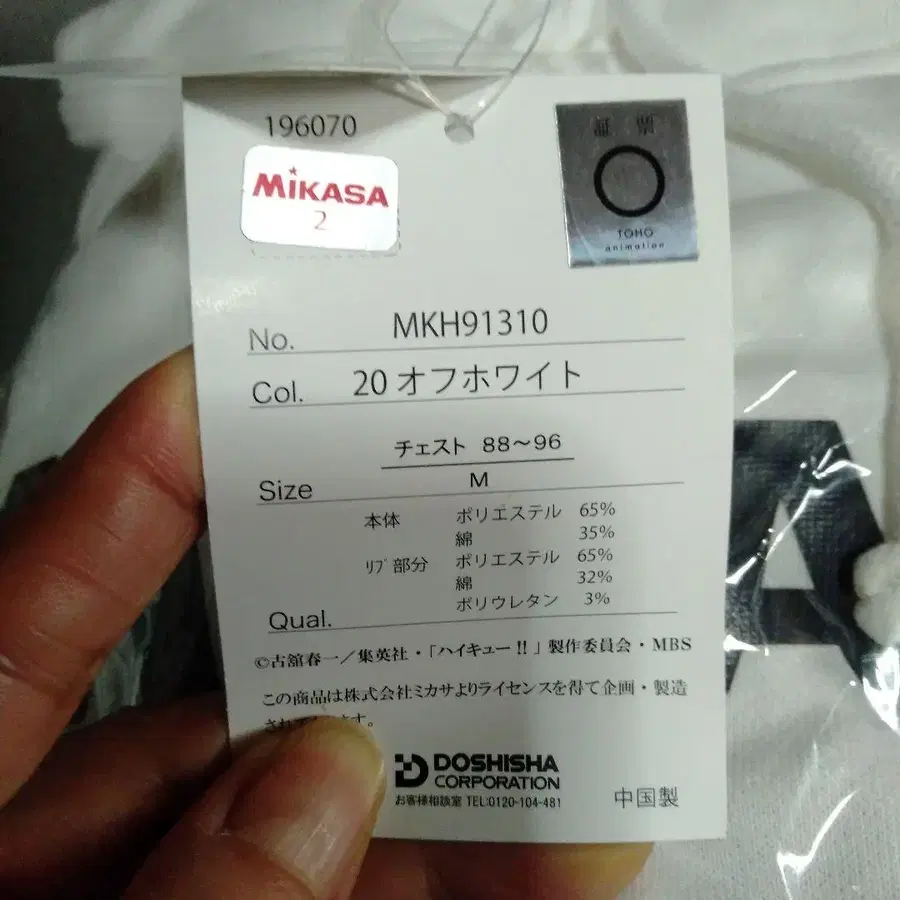 196070
証 票
MiKASA
2
TOHO
animation
No. MKH91310
Col. 20 オフホワイト
チェスト 88〜96
Size M
本体 ポリエステル 65%
綿 35%
リブ部分 ポリエステル 65%
綿 32%
ポリウレタン 3%
Qual.
©古舘春一／集英社・「ハイキュー!!」製作委員会・MBS
この商品は株式会社ミカサよりライセンスを得て企画・製造
DOSHISHA
CORPORATION
お客様相談室 TEL:0120-104-481
中国製
A